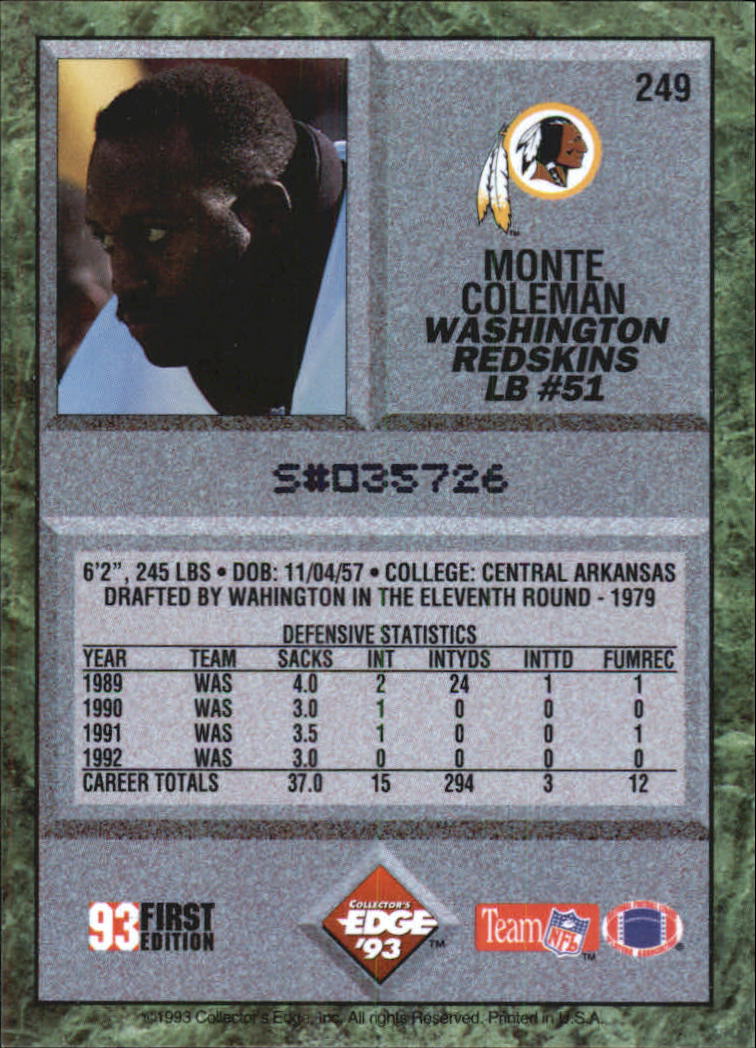 249
MONTE
COLEMAN
WASHINGTON
REDSKINS
LB #51
S#035726
6'2", 245 LBS • DOB: 11/04/57 • COLLEGE: CENTRAL ARKANSAS
DRAFTED BY WAHINGTON IN THE ELEVENTH ROUND - 1979
DEFENSIVE STATISTICS
YEAR TEAM SACKS INT INTYDS INTTD FUMREC
1989 WAS 4.0 2 24 1 1
1990 WAS 3.0 1 0 0 0
1991 WAS 3.5 1 0 0 1
1992 WAS 3.0 0 0 0 0
CAREER TOTALS 37.0 15 294 3 12
93 FIRST
EDITION
COLLECTOR'S
EDGE
'93 ™
Team NFL ™
©1993 Collector's Edge, Inc. All rights Reserved. Printed in U.S.A.